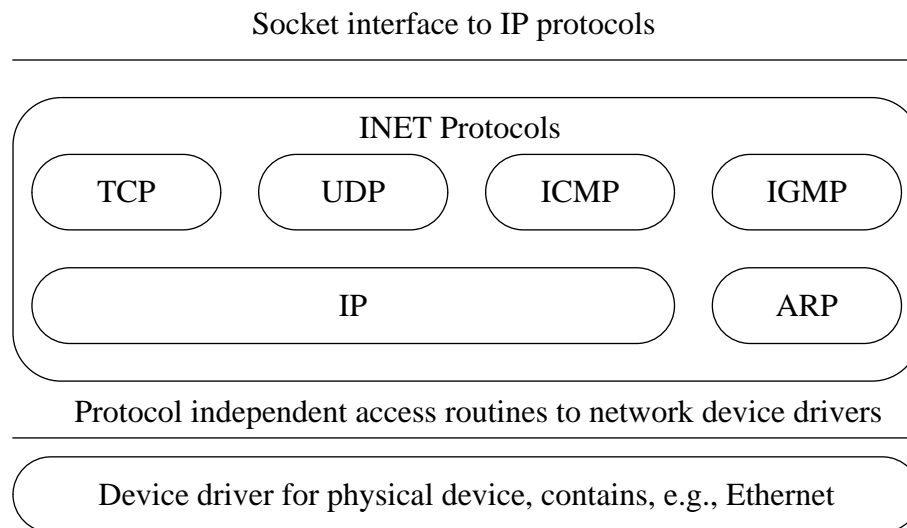 Socket interface to IP protocols
INET Protocols
TCP UDP ICMP IGMP
IP ARP
Protocol independent access routines to network device drivers
Device driver for physical device, contains, e.g., Ethernet